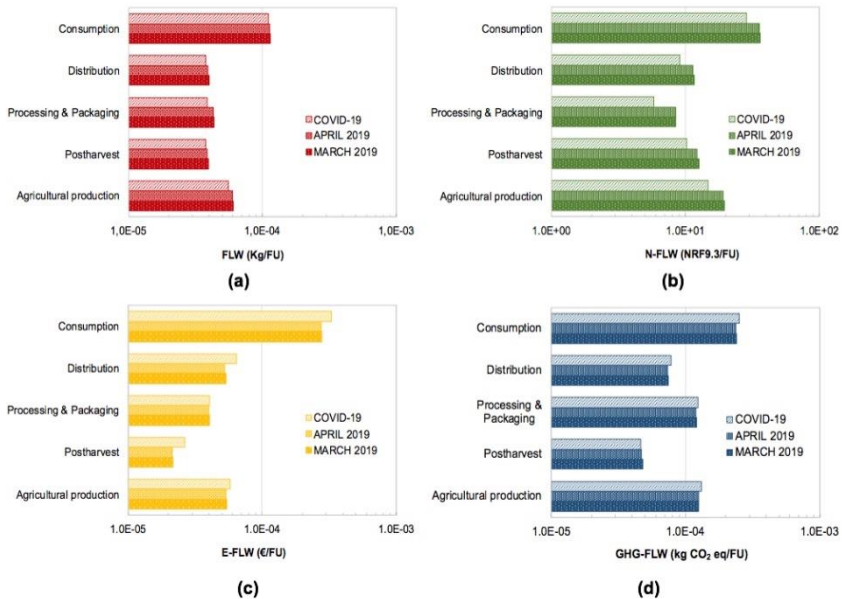 (a)
Consumption
Distribution
Processing & Packaging
Postharvest
Agricultural production
COVID-19
APRIL 2019
MARCH 2019
1,0E-05 1,0E-04 1,0E-03
FLW (Kg/FU)
(a)
(b)
Consumption
Distribution
Processing & Packaging
Postharvest
Agricultural production
COVID-19
APRIL 2019
MARCH 2019
1.0E+00 1.0E+01 1.0E+02
N-FLW (NRF9.3/FU)
(b)
(c)
Consumption
Distribution
Processing & Packaging
Postharvest
Agricultural production
COVID-19
APRIL 2019
MARCH 2019
1.0E-05 1.0E-04 1.0E-03
E-FLW (€/FU)
(c)
(d)
Consumption
Distribution
Processing &
Packaging
Postharvest
Agricultural production
COVID-19
APRIL 2019
MARCH 2019
1.0E-05 1.0E-04 1.0E-03
GHG-FLW (kg CO₂ eq/FU)
(d)